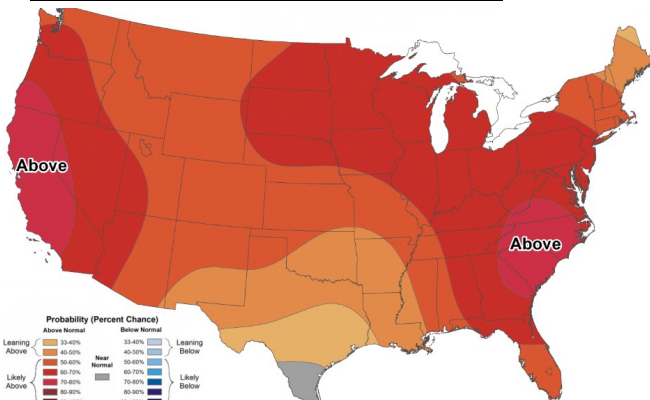 Above
Above
Probability (Percent Chance)
Above Normal
Below Normal
Leaning Above
33-40%
40-50%
Likely Above
50-60%
60-70%
70-80%
80-90%
Near Normal
33-40%
40-50%
Leaning Below
50-60%
60-70%
70-80%
80-90%
Likely Below